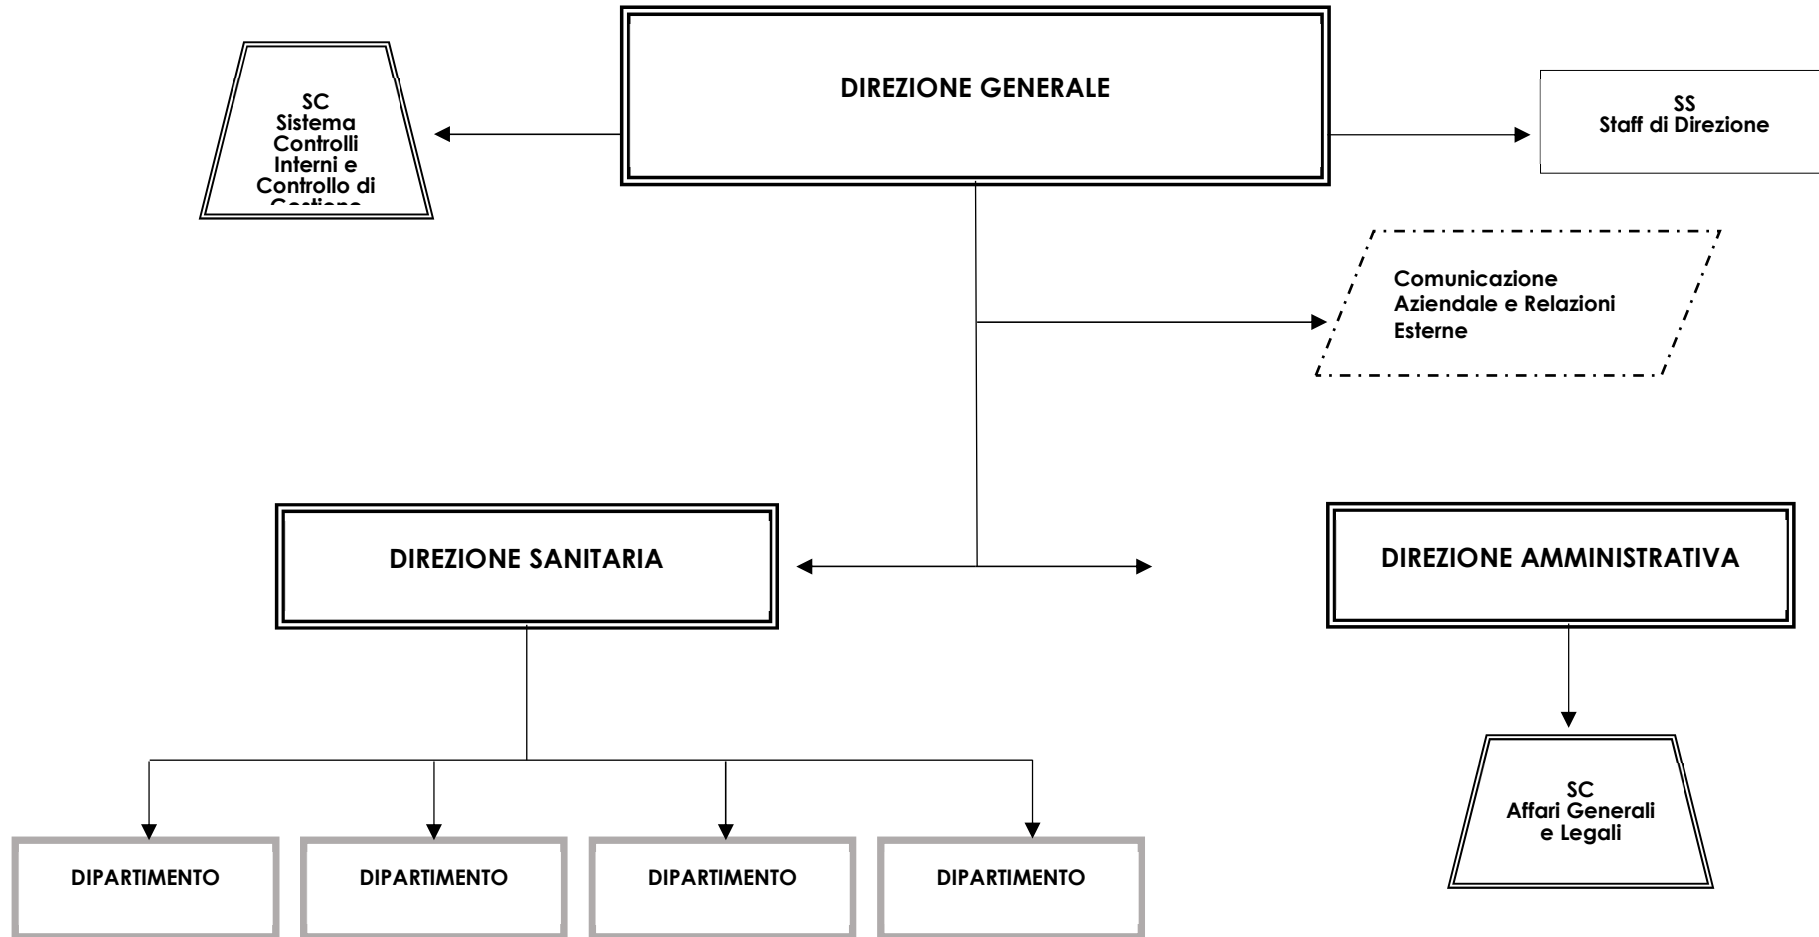 DIREZIONE GENERALE
SC
Sistema
Controlli
Interni e
Controllo di
Gestione
SS
Staff di Direzione
Comunicazione
Aziendale e Relazioni
Esterne
DIREZIONE SANITARIA
DIREZIONE AMMINISTRATIVA
SC
Affari Generali
e Legali
DIPARTIMENTO
DIPARTIMENTO
DIPARTIMENTO
DIPARTIMENTO